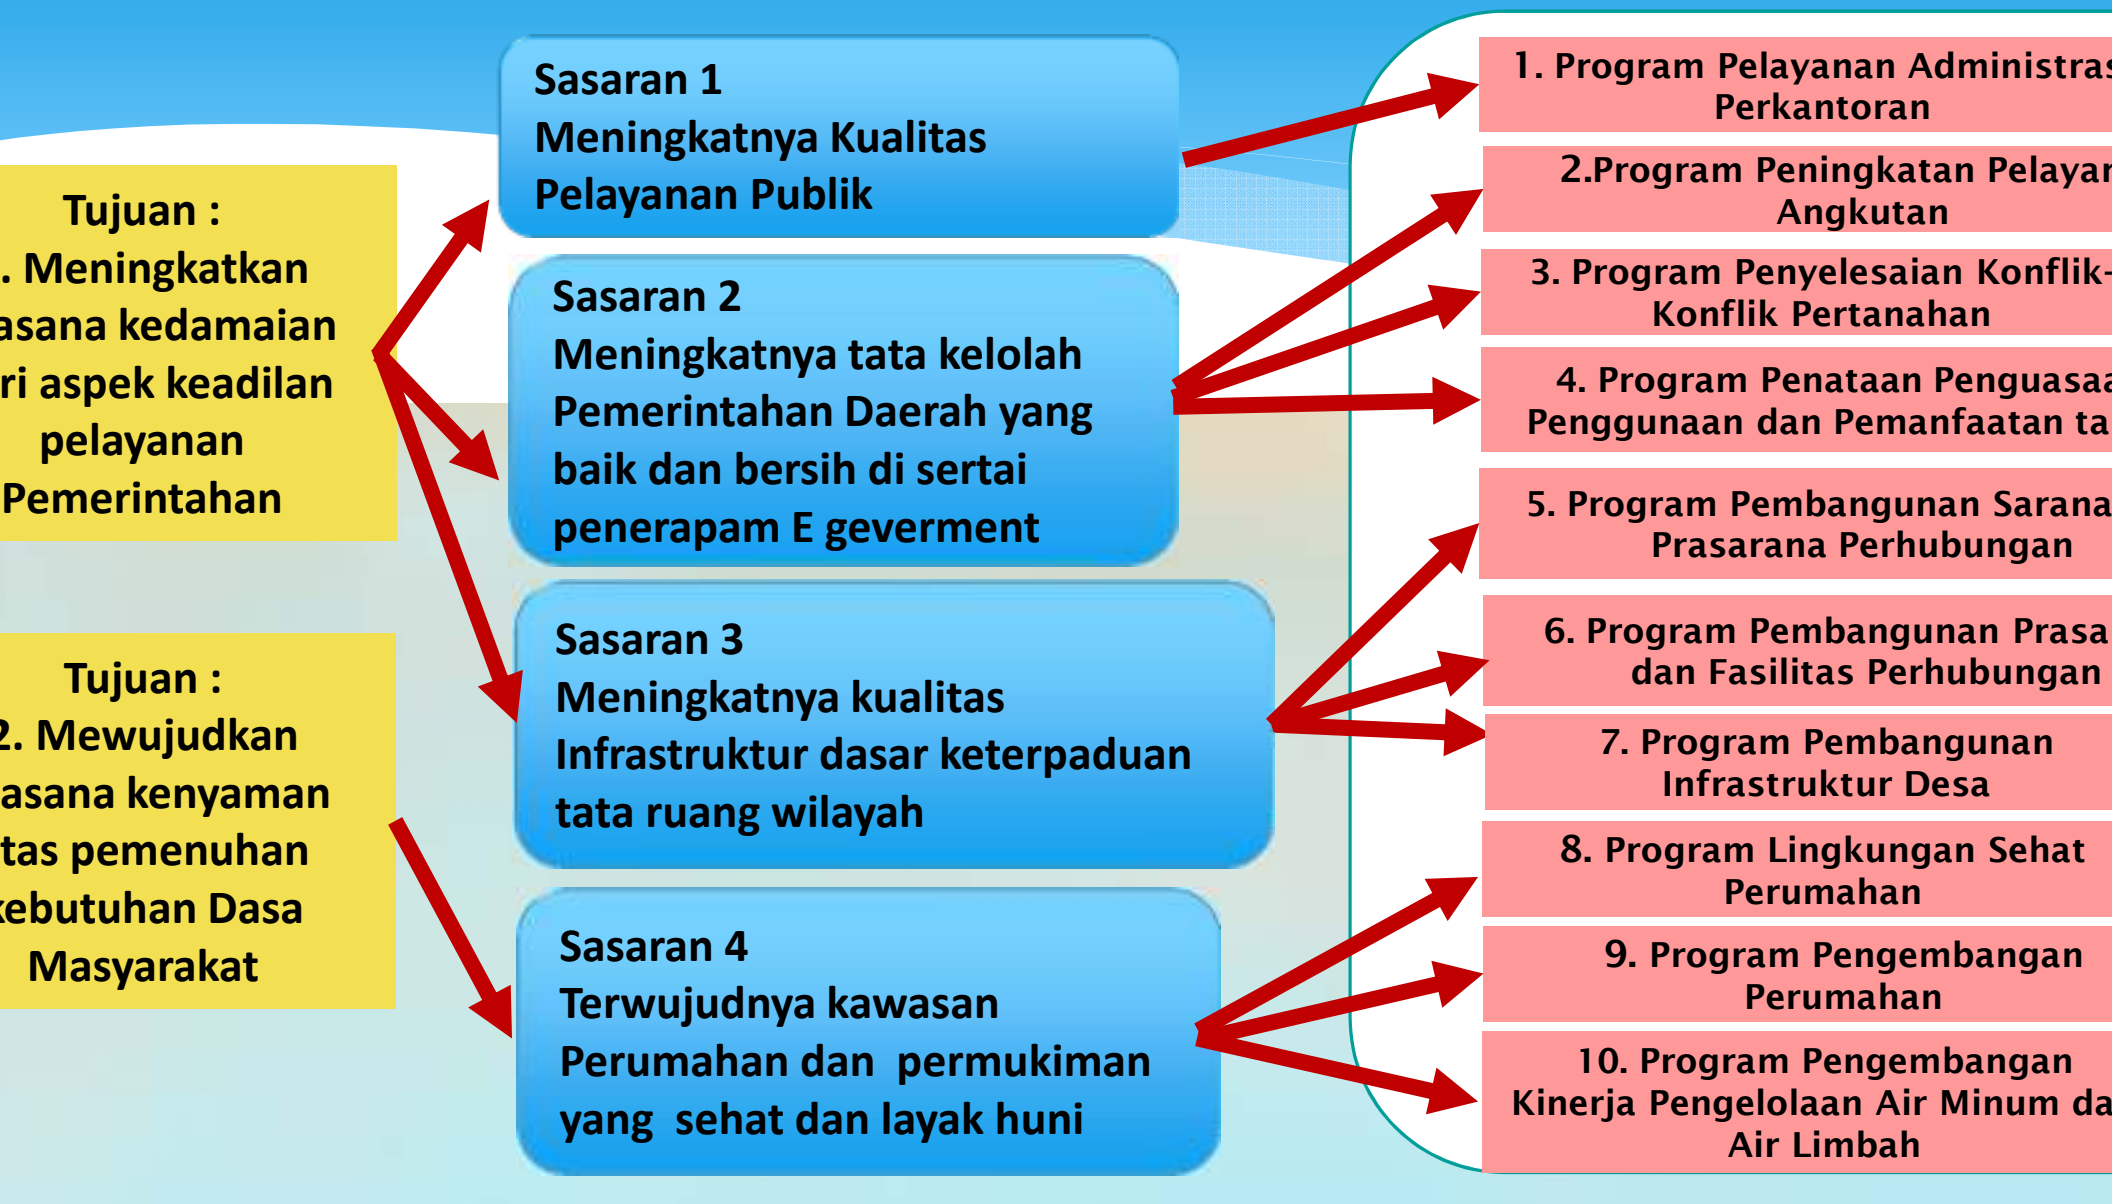 Tujuan :
. Meningkatkan
asana kedamaian
ri aspek keadilan
pelayanan
Pemerintahan
Tujuan :
2. Mewujudkan
asana kenyaman
tas pemenuhan
kebutuhan Dasa
Masyarakat
Sasaran 1
Meningkatnya Kualitas
Pelayanan Publik
Sasaran 2
Meningkatnya tata kelolah
Pemerintahan Daerah yang
baik dan bersih di sertai
penerapam E geverment
Sasaran 3
Meningkatnya kualitas
Infrastruktur dasar keterpaduan
tata ruang wilayah
Sasaran 4
Terwujudnya kawasan
Perumahan dan permukiman
yang sehat dan layak huni
1. Program Pelayanan Administras
Perkantoran
2.Program Peningkatan Pelayan
Angkutan
3. Program Penyelesaian Konflik-
Konflik Pertanahan
4. Program Penataan Penguasaa
Penggunaan dan Pemanfaatan ta
5. Program Pembangunan Sarana
Prasarana Perhubungan
6. Program Pembangunan Prasa
dan Fasilitas Perhubungan
7. Program Pembangunan
Infrastruktur Desa
8. Program Lingkungan Sehat
Perumahan
9. Program Pengembangan
Perumahan
10. Program Pengembangan
Kinerja Pengelolaan Air Minum da
Air Limbah